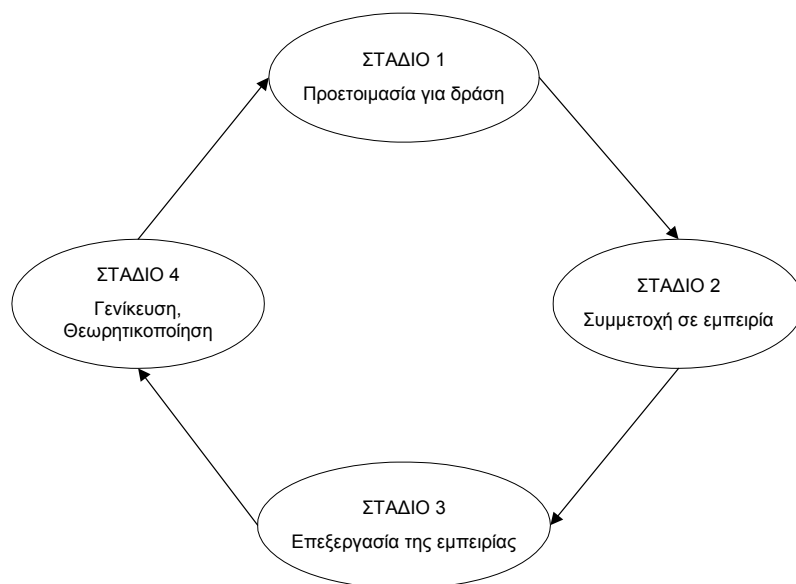 ΣΤΑΔΙΟ 1
Προετοιμασία για δράση
ΣΤΑΔΙΟ 2
Συμμετοχή σε εμπειρία
ΣΤΑΔΙΟ 3
Επεξεργασία της εμπειρίας
ΣΤΑΔΙΟ 4
Γενίκευση,
Θεωρητικοποίηση